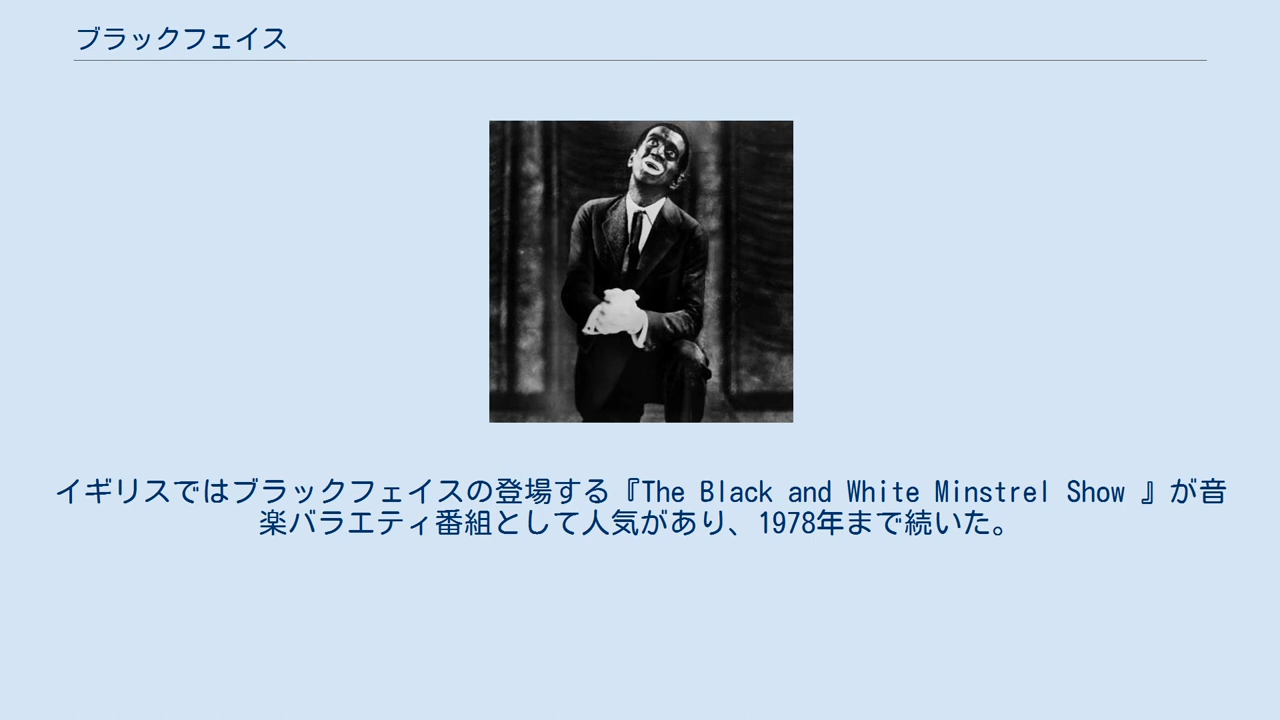 ブラックフェイス
イギリスではブラックフェイスの登場する『The Black and White Minstrel Show 』が音
楽バラエティ番組として人気があり、1978年まで続いた。